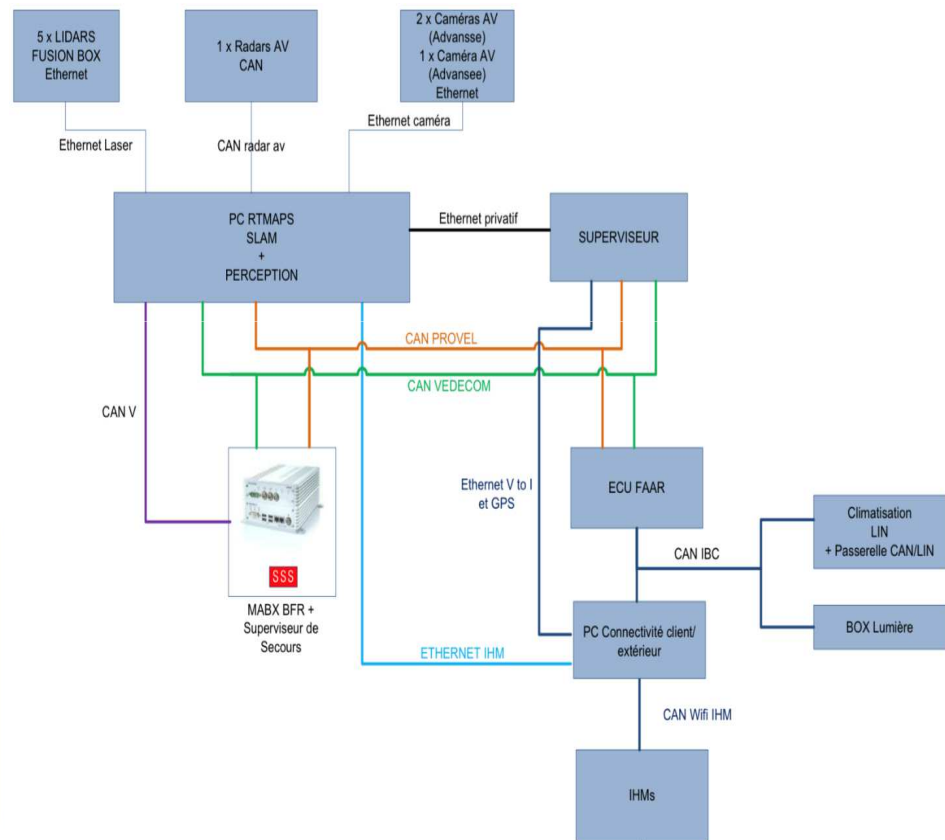 5 x LIDARS
FUSION BOX
Ethernet
1 x Radars AV
CAN
2 x Caméras AV
(Advansse)
1 x Caméra AV
(Advansee)
Ethernet
Ethernet Laser
CAN radar av
Ethernet caméra
PC RTMAPS
SLAM
+
PERCEPTION
Ethernet privatif
SUPERVISEUR
CAN PROVEL
CAN VEDECOM
CAN V
Ethernet V to I
et GPS
ECU FAAR
SSS
MABX BFR +
Superviseur de
Secours
CAN IBC
Climatisation
LIN
+ Passerelle CAN/LIN
BOX Lumière
PC Connectivité client/
extérieur
ETHERNET IHM
CAN Wifi IHM
IHMs